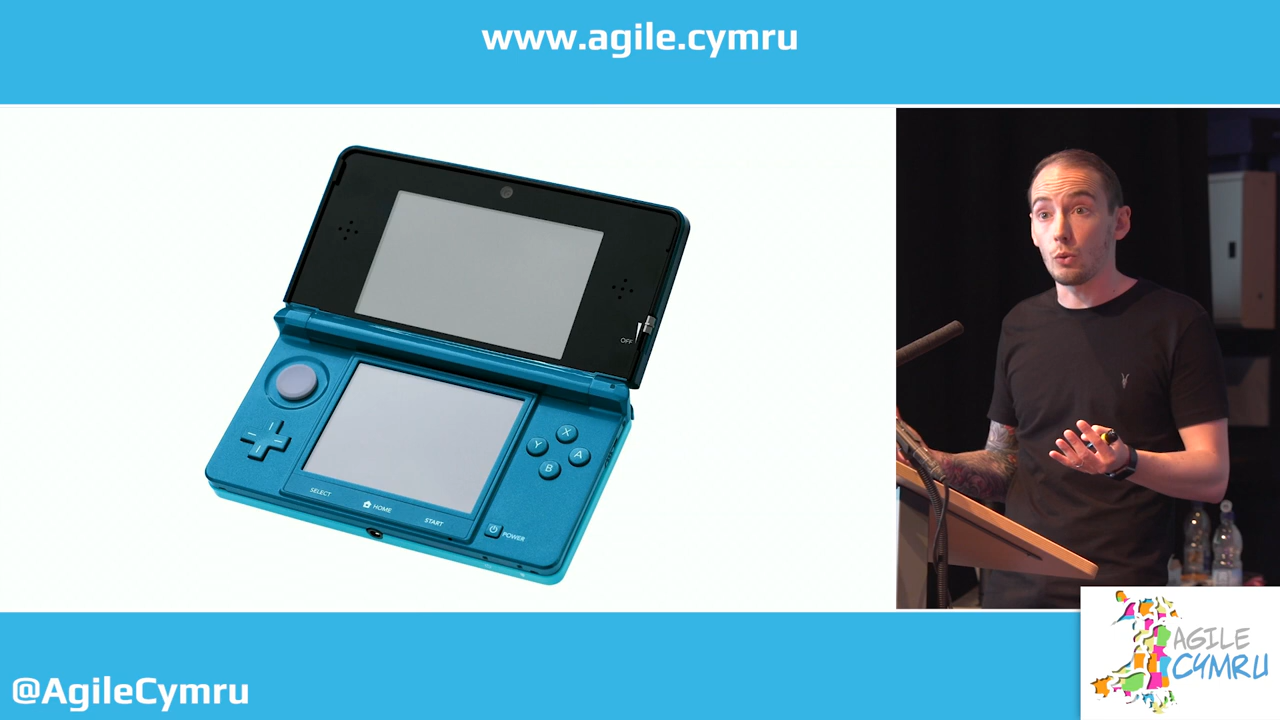 www.agile.cymru
OFF
X
Y
A
B
SELECT
HOME
START
POWER
@AgileCymru
AGILE
CYMRU